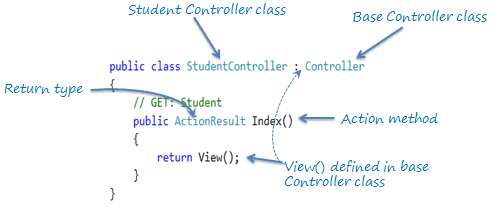 Student Controller class
Base Controller class
public class StudentController : Controller
{
Return type
// GET: Student
public ActionResult Index()
Action method
{
return View();
View() defined in base
Controller class
}
}